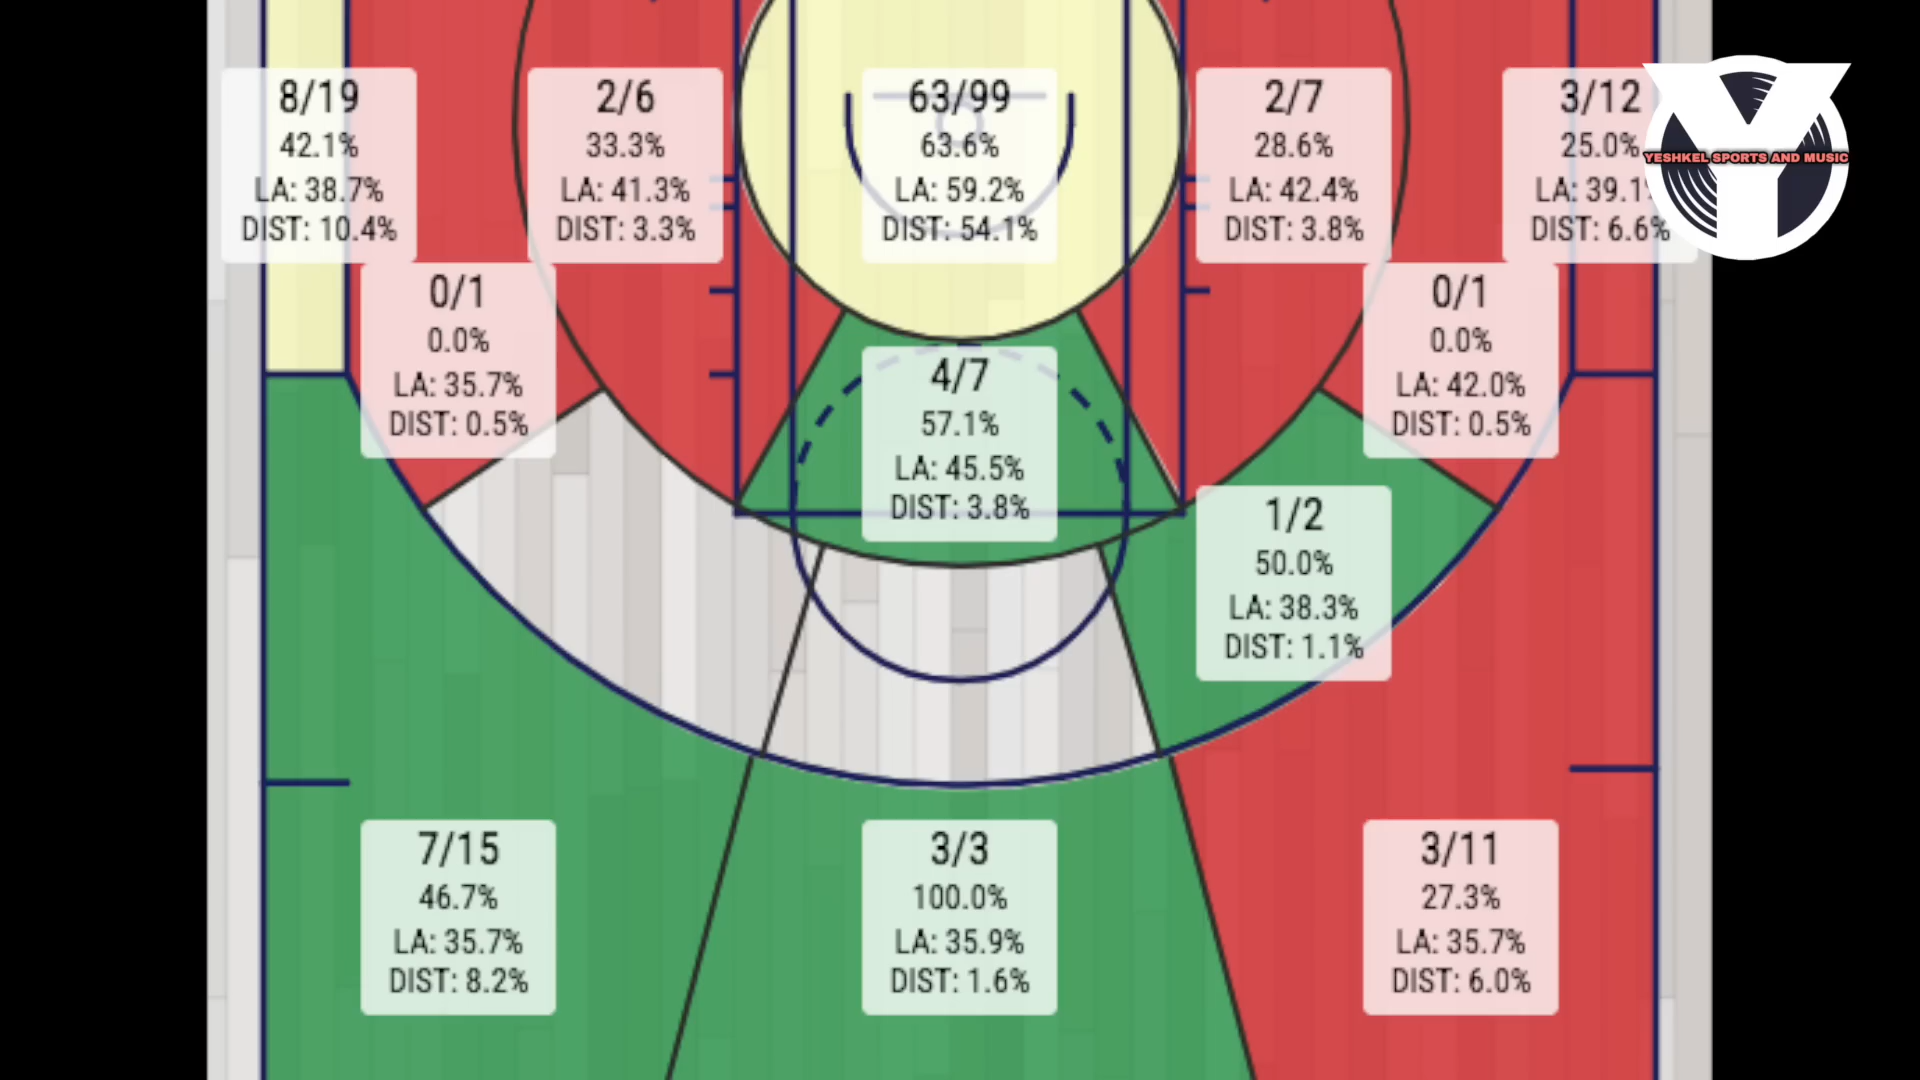 8/19
42.1%
LA: 38.7%
DIST: 10.4%
2/6
33.3%
LA: 41.3%
DIST: 3.3%
63/99
63.6%
LA: 59.2%
DIST: 54.1%
2/7
28.6%
LA: 42.4%
DIST: 3.8%
3/12
25.0%
LA: 39.1%
DIST: 6.6%
YESHKEL SPORTS AND MUSIC
0/1
0.0%
LA: 35.7%
DIST: 0.5%
4/7
57.1%
LA: 45.5%
DIST: 3.8%
0/1
0.0%
LA: 42.0%
DIST: 0.5%
1/2
50.0%
LA: 38.3%
DIST: 1.1%
7/15
46.7%
LA: 35.7%
DIST: 8.2%
3/3
100.0%
LA: 35.9%
DIST: 1.6%
3/11
27.3%
LA: 35.7%
DIST: 6.0%